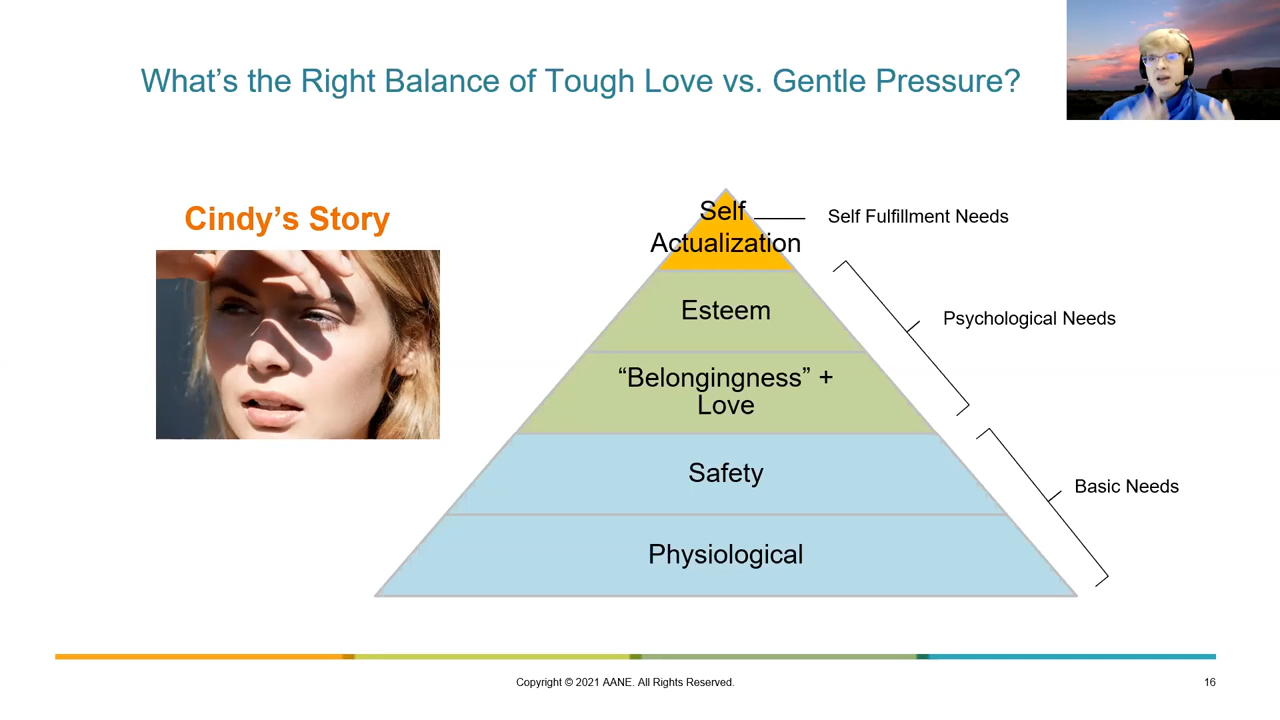 What's the Right Balance of Tough Love vs. Gentle Pressure?
Cindy's Story
Self
Actualization
Self Fulfillment Needs
Esteem
Psychological Needs
“Belongingness” +
Love
Safety
Basic Needs
Physiological
Copyright © 2021 AANE. All Rights Reserved.
16